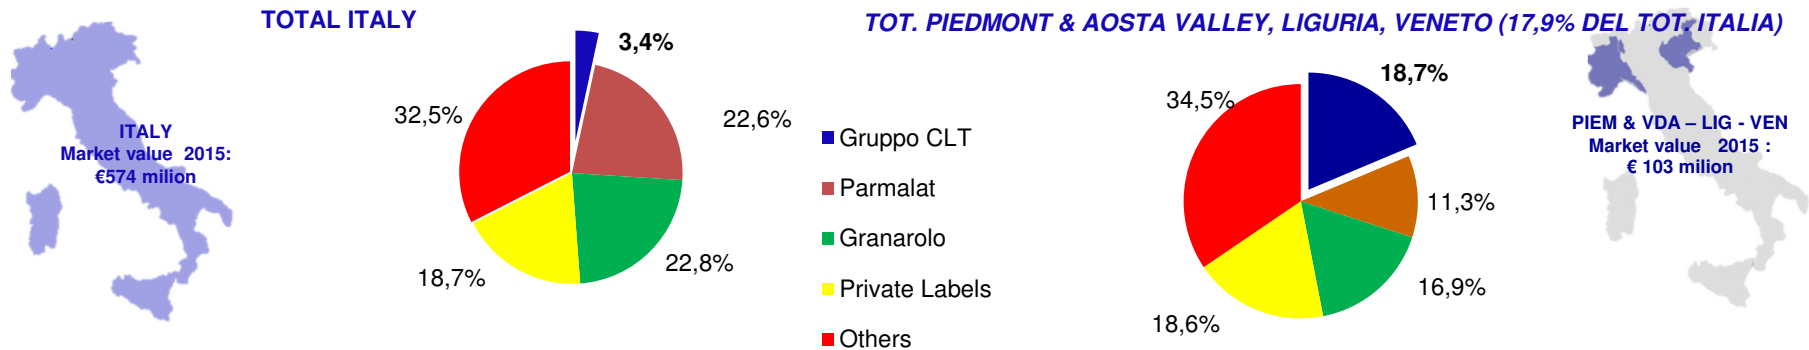 TOTAL ITALY
ITALY
Market value 2015:
€574 milion
3,4%
22,6%
22,8%
18,7%
32,5%
Gruppo CLT
Parmalat
Granarolo
Private Labels
Others
TOT. PIEDMONT & AOSTA VALLEY, LIGURIA, VENETO (17,9% DEL TOT. ITALIA)
18,7%
11,3%
16,9%
18,6%
34,5%
PIEM & VDA – LIG - VEN
Market value 2015 :
€ 103 milion